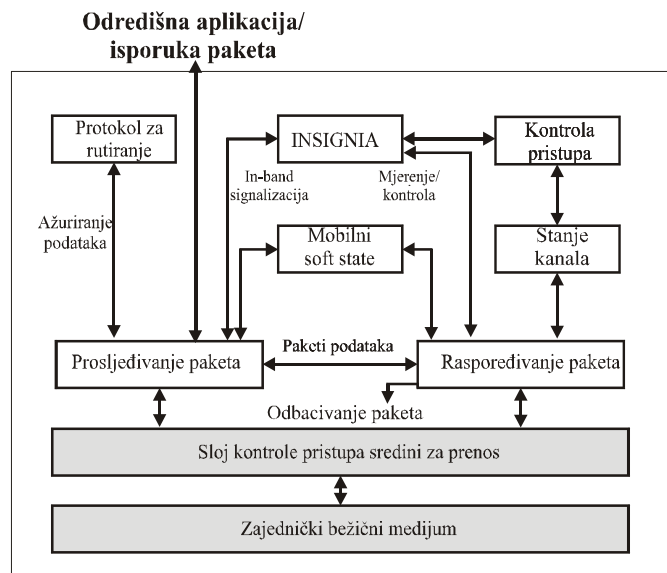 Odredišna aplikacija/
isporuka paketa
Protokol za
rutiranje
INSIGNIA
Kontrola
pristupa
In-band
signalizacija
Mjerenje/
kontrola
Ažuriranje
podataka
Mobilni
soft state
Stanje
kanala
Prosljeđivanje paketa
Paketi podataka
Raspoređivanje paketa
Odbacivanje paketa
Sloj kontrole pristupa sredini za prenos
Zajednički bežični medijum